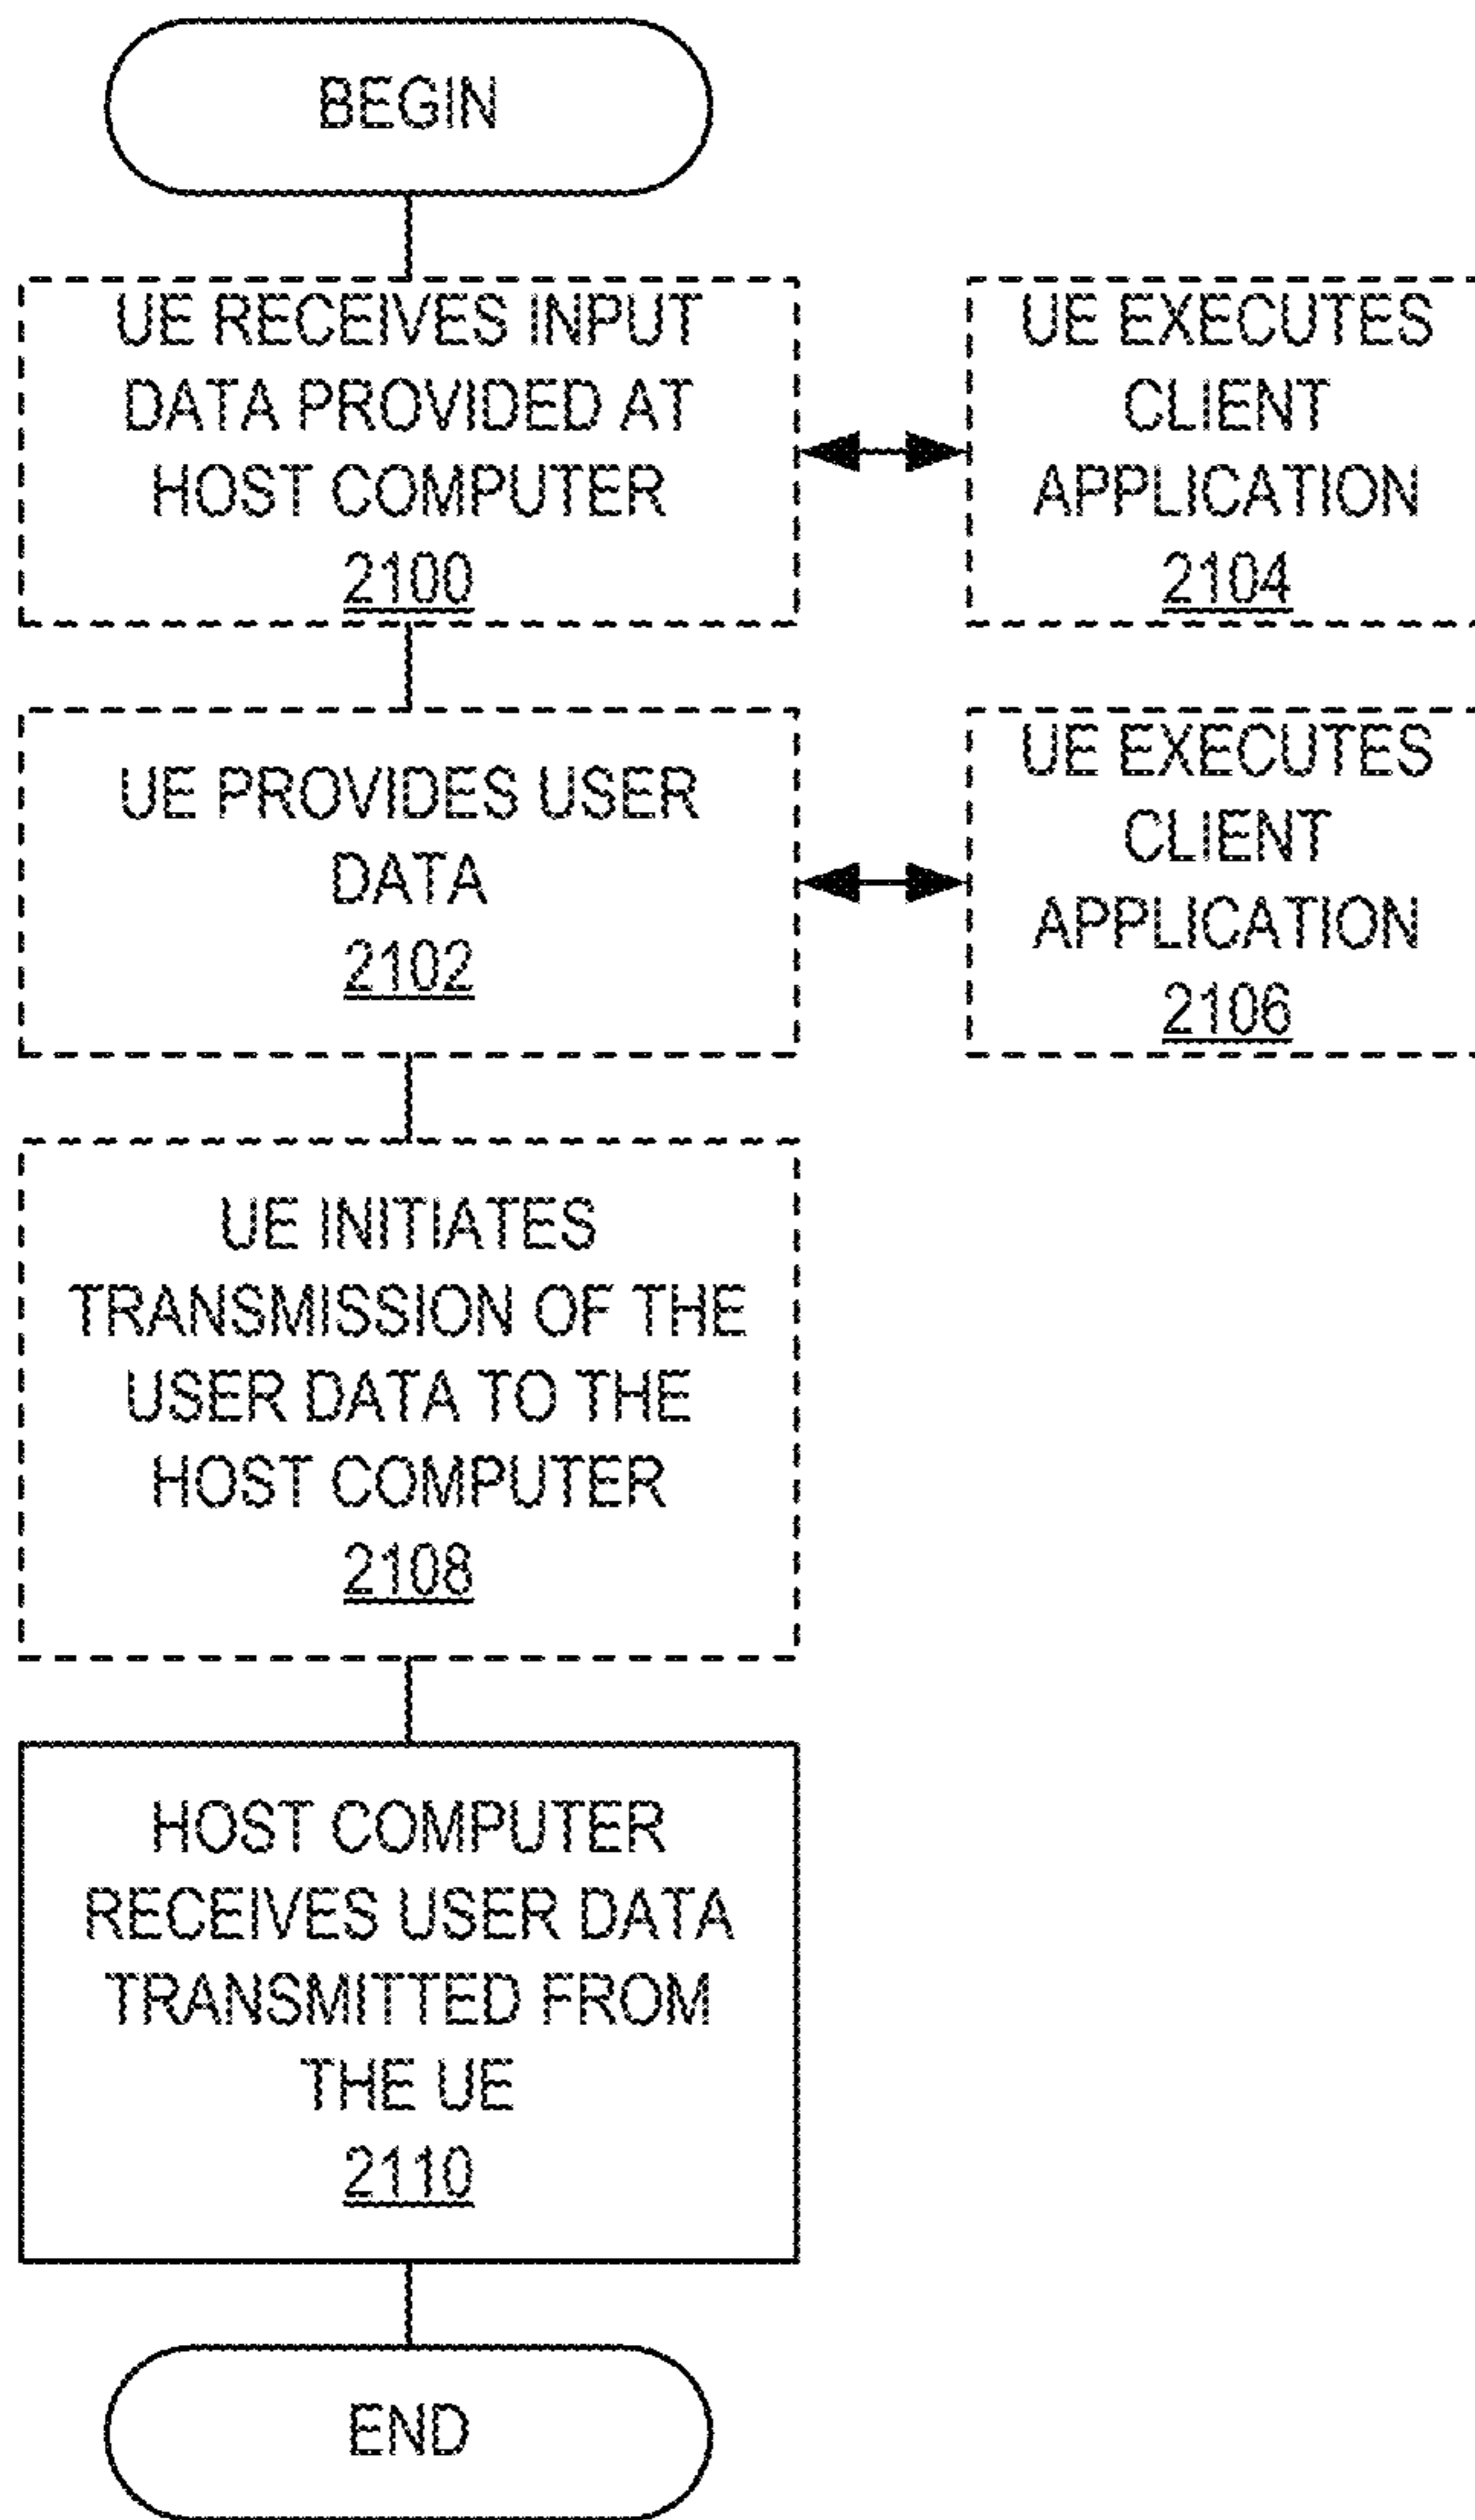 BEGIN
UE RECEIVES INPUT
DATA PROVIDED AT
HOST COMPUTER
2100
UE EXECUTES
CLIENT
APPLICATION
2104
UE PROVIDES USER
DATA
2102
UE EXECUTES
CLIENT
APPLICATION
2106
UE INITIATES
TRANSMISSION OF THE
USER DATA TO THE
HOST COMPUTER
2108
HOST COMPUTER
RECEIVES USER DATA
TRANSMITTED FROM
THE UE
2110
END